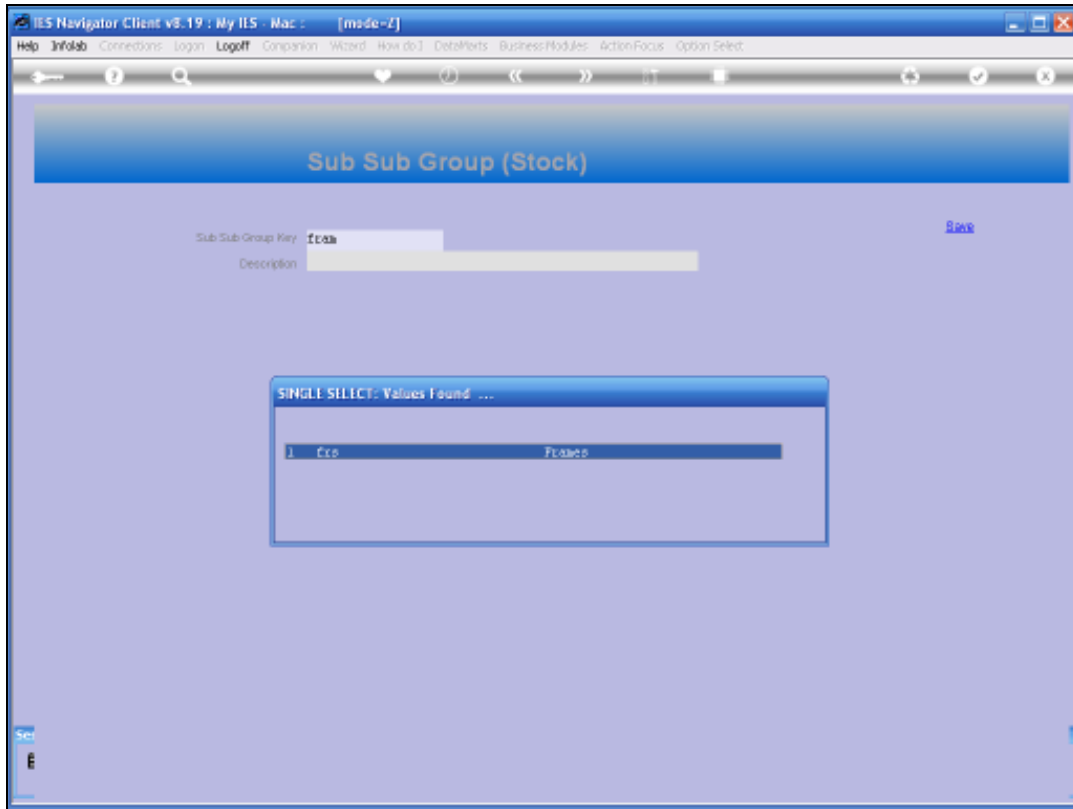 IES Navigator Client v8.19 : My IES - Mac : [mode=Z]
Help Infolab Connections Logon Logoff Companion Wizard How do I DataMarts Business Modules Action Focus Option Select
Sub Sub Group (Stock)
Save
Sub Sub Group Key fram
Description
SINGLE SELECT: Values Found ...
1 frs Frames
Ser